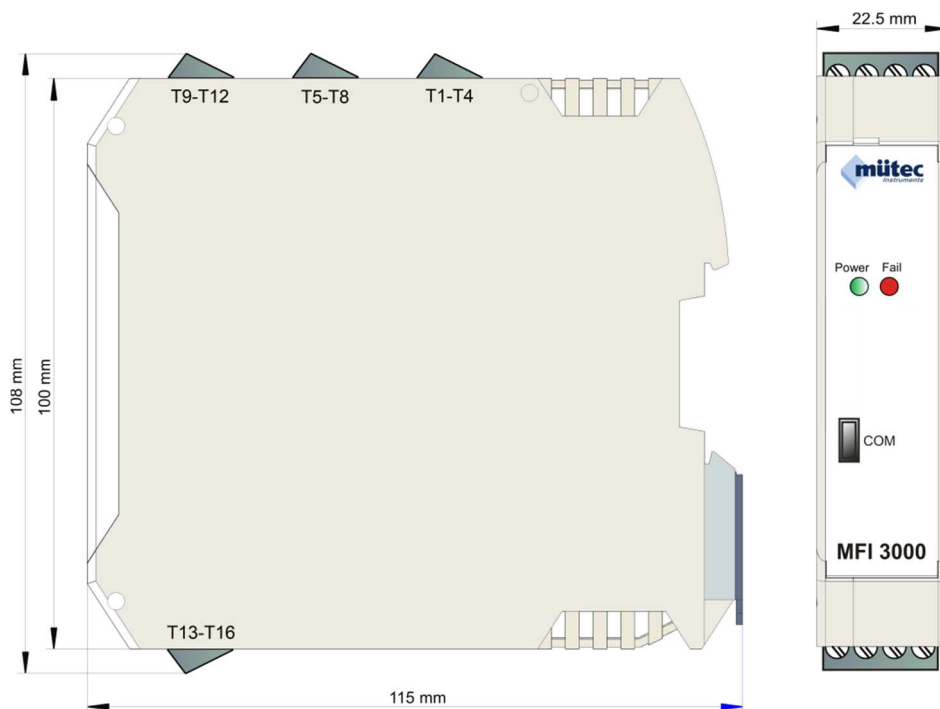 22.5 mm
T9-T12
T5-T8
T1-T4
mütec
Instruments
Power Fail
108 mm
100 mm
COM
MFI 3000
T13-T16
115 mm